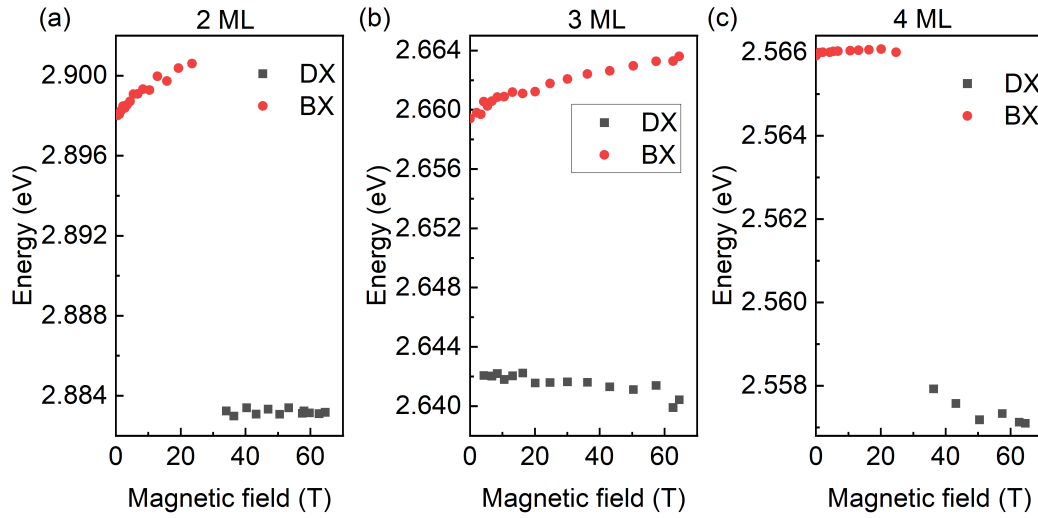 (a) 2 ML
2.900
2.896
2.892
2.888
2.884
Energy (eV)
DX
BX
0 20 40 60
Magnetic field (T)
(b) 3 ML
2.664
2.660
2.656
2.652
2.648
2.644
2.640
Energy (eV)
DX
BX
0 20 40 60
Magnetic field (T)
(c) 4 ML
2.566
2.564
2.562
2.560
2.558
Energy (eV)
DX
BX
0 20 40 60
Magnetic field (T)